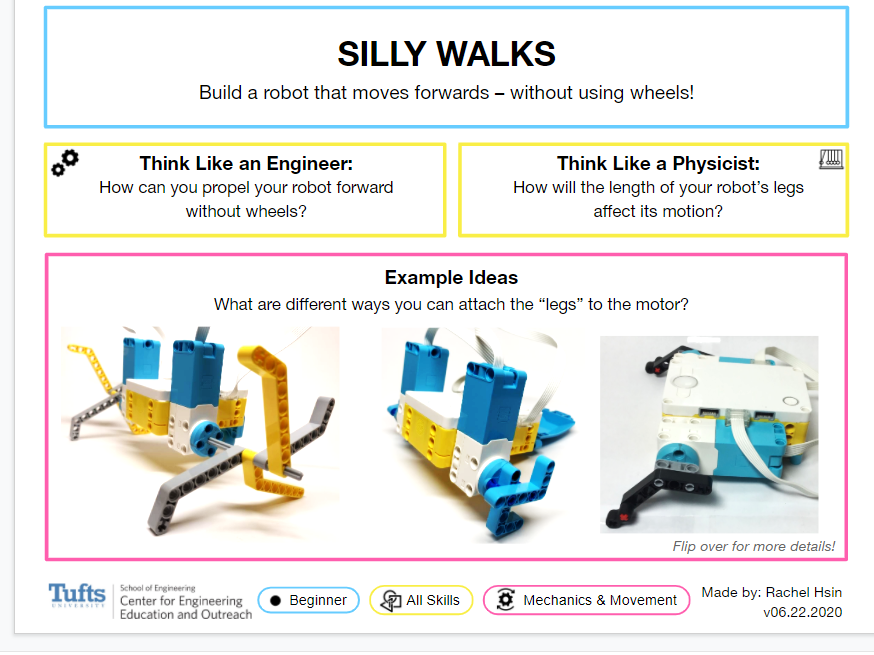 SILLY WALKS
Build a robot that moves forwards – without using wheels!
Think Like an Engineer:
How can you propel your robot forward
without wheels?
Think Like a Physicist:
How will the length of your robot's legs
affect its motion?
Example Ideas
What are different ways you can attach the “legs” to the motor?
Flip over for more details!
Tufts
UNIVERSITY
School of Engineering
Center for Engineering
Education and Outreach
Beginner
All Skills
Mechanics & Movement
Made by: Rachel Hsin
v06.22.2020